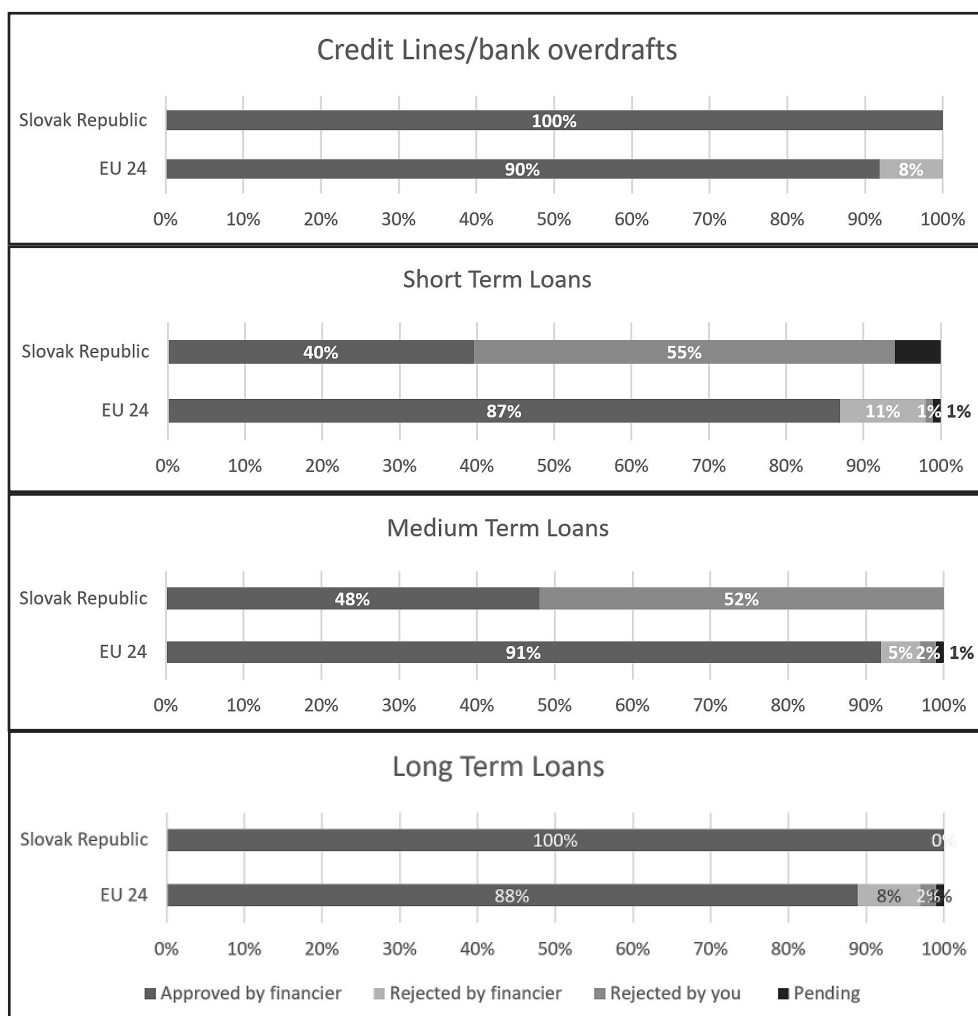 Credit Lines/bank overdrafts
Slovak Republic 100%
EU 24 90% 8%
0% 10% 20% 30% 40% 50% 60% 70% 80% 90% 100%
Short Term Loans
Slovak Republic 40% 55%
EU 24 87% 11% 1% 1%
0% 10% 20% 30% 40% 50% 60% 70% 80% 90% 100%
Medium Term Loans
Slovak Republic 48% 52%
EU 24 91% 5% 2% 1%
0% 10% 20% 30% 40% 50% 60% 70% 80% 90% 100%
Long Term Loans
Slovak Republic 100% 0%
EU 24 88% 8% 2%
0% 10% 20% 30% 40% 50% 60% 70% 80% 90% 100%
Approved by financier Rejected by financier Rejected by you Pending